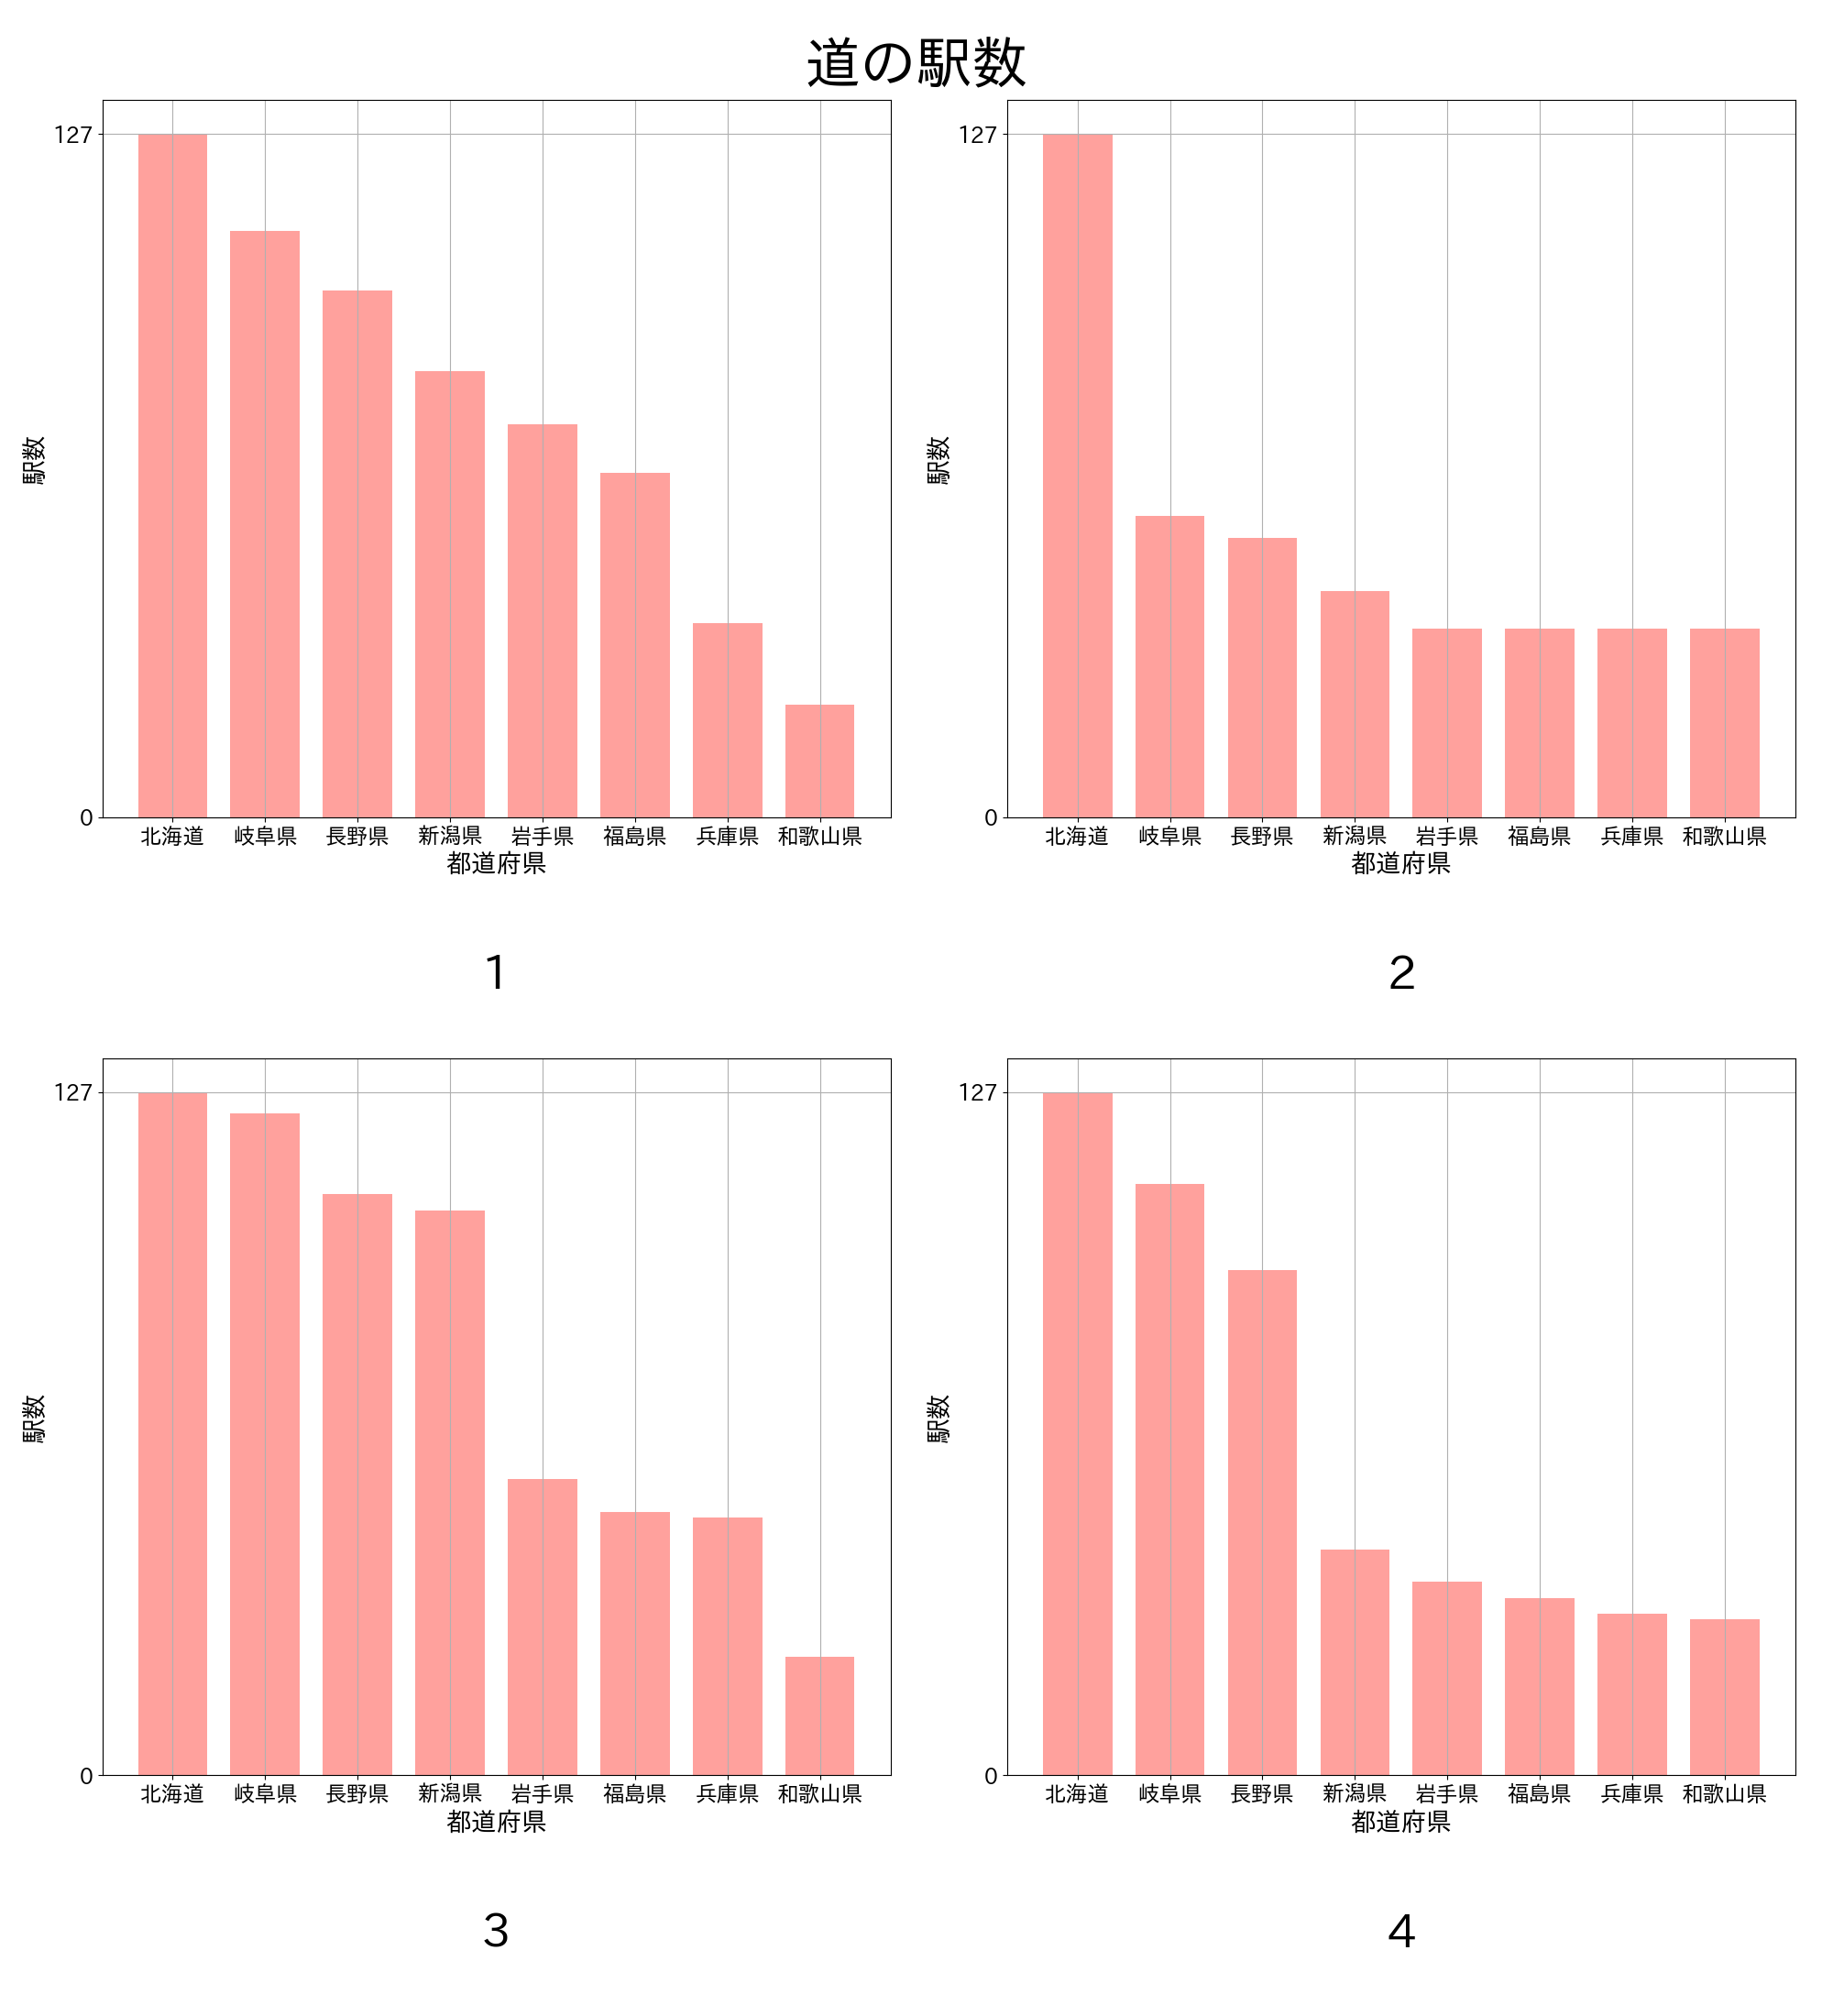 道の駅数
127
0
駅数
北海道 岐阜県 長野県 新潟県 岩手県 福島県 兵庫県 和歌山県
都道府県
1
127
0
駅数
北海道 岐阜県 長野県 新潟県 岩手県 福島県 兵庫県 和歌山県
都道府県
2
127
0
駅数
北海道 岐阜県 長野県 新潟県 岩手県 福島県 兵庫県 和歌山県
都道府県
3
127
0
駅数
北海道 岐阜県 長野県 新潟県 岩手県 福島県 兵庫県 和歌山県
都道府県
4